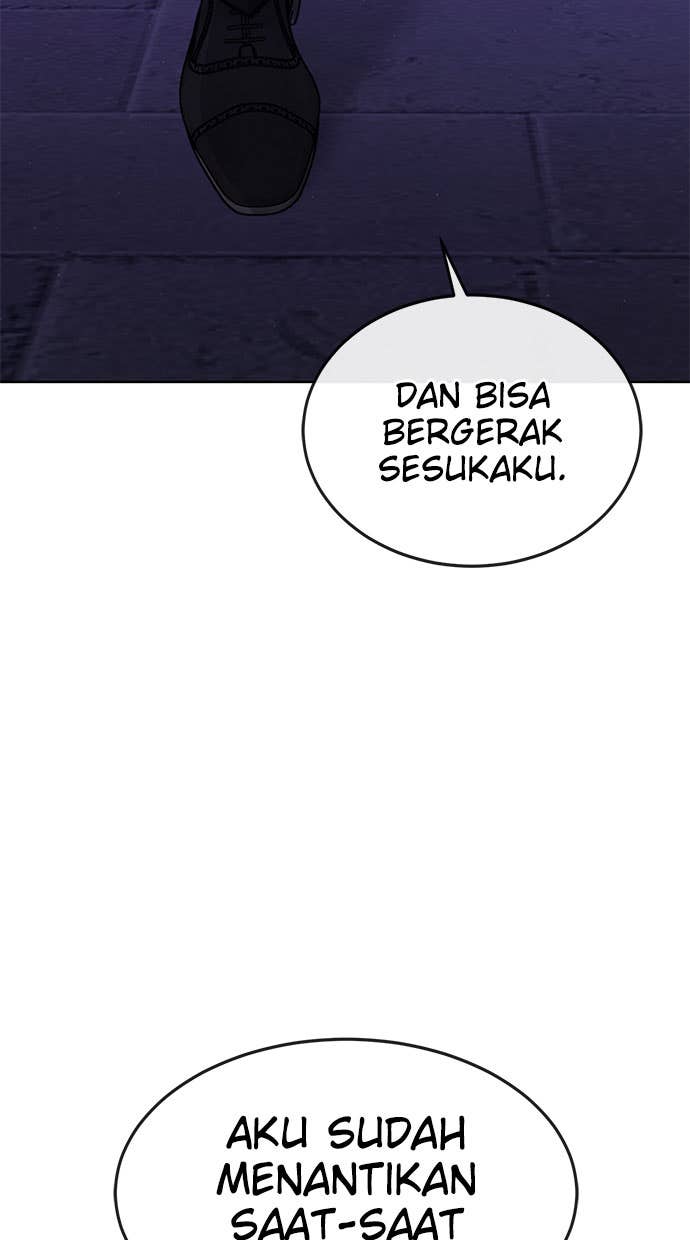 DAN BISA
BERGERAK
SESUKAKU.
AKU SUDAH
MENANTIKAN
SAAT-SAAT